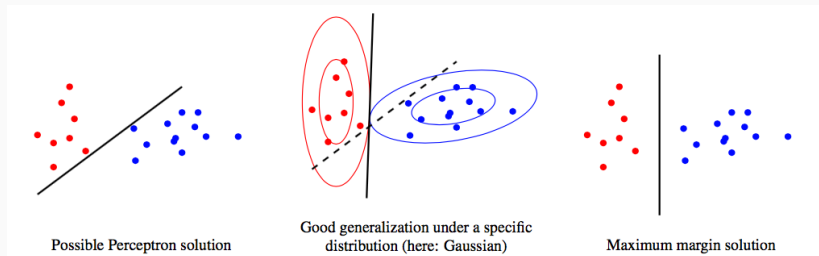 Possible Perceptron solution
Good generalization under a specific
distribution (here: Gaussian)
Maximum margin solution